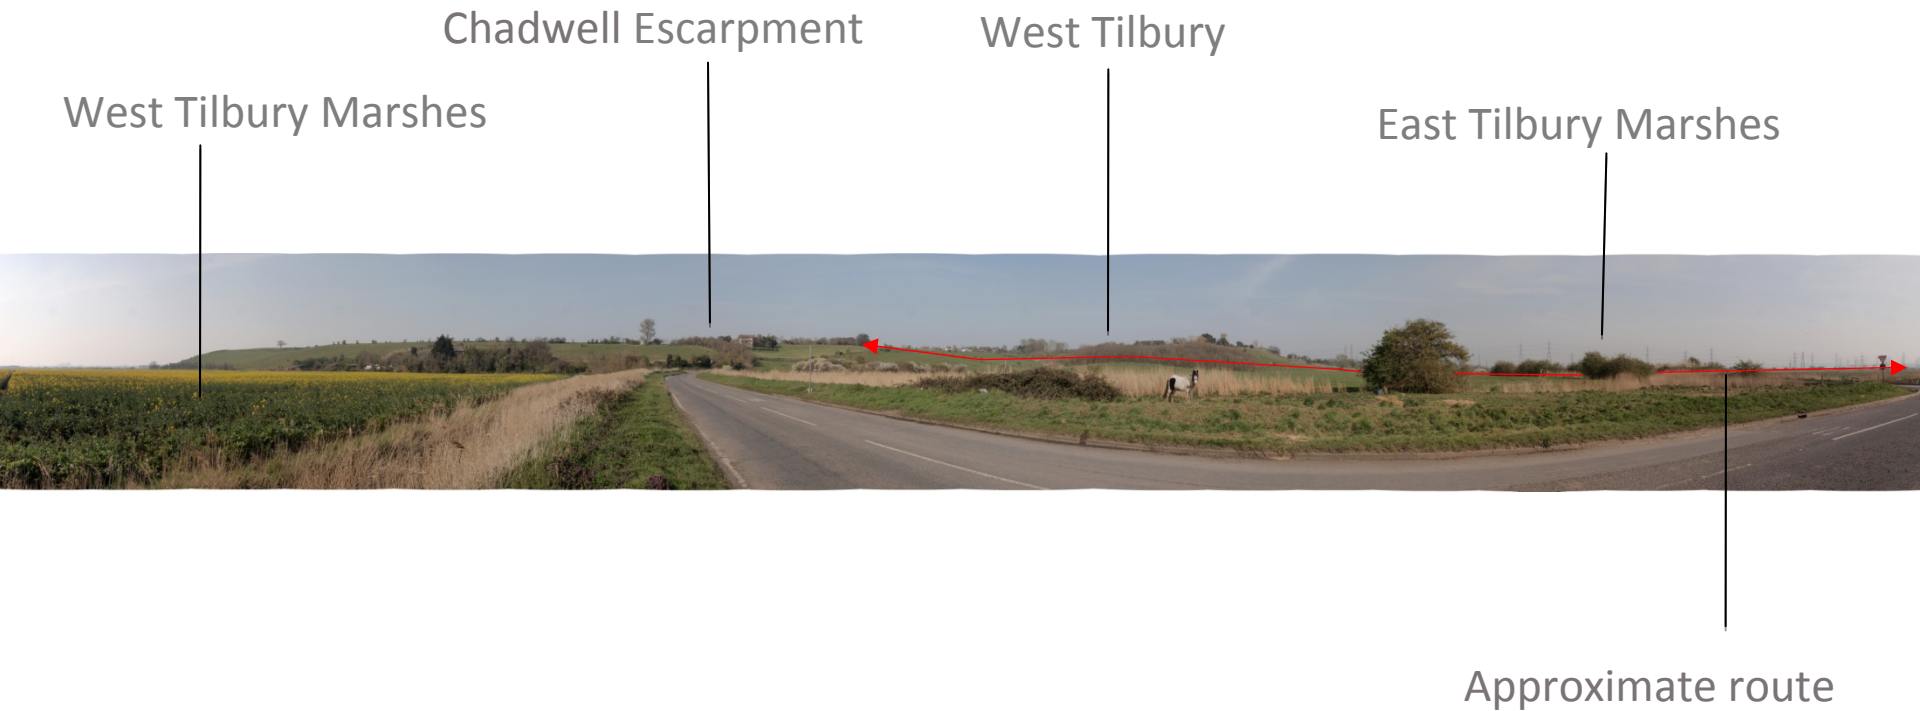 Chadwell Escarpment
West Tilbury
West Tilbury Marshes
East Tilbury Marshes
Approximate route